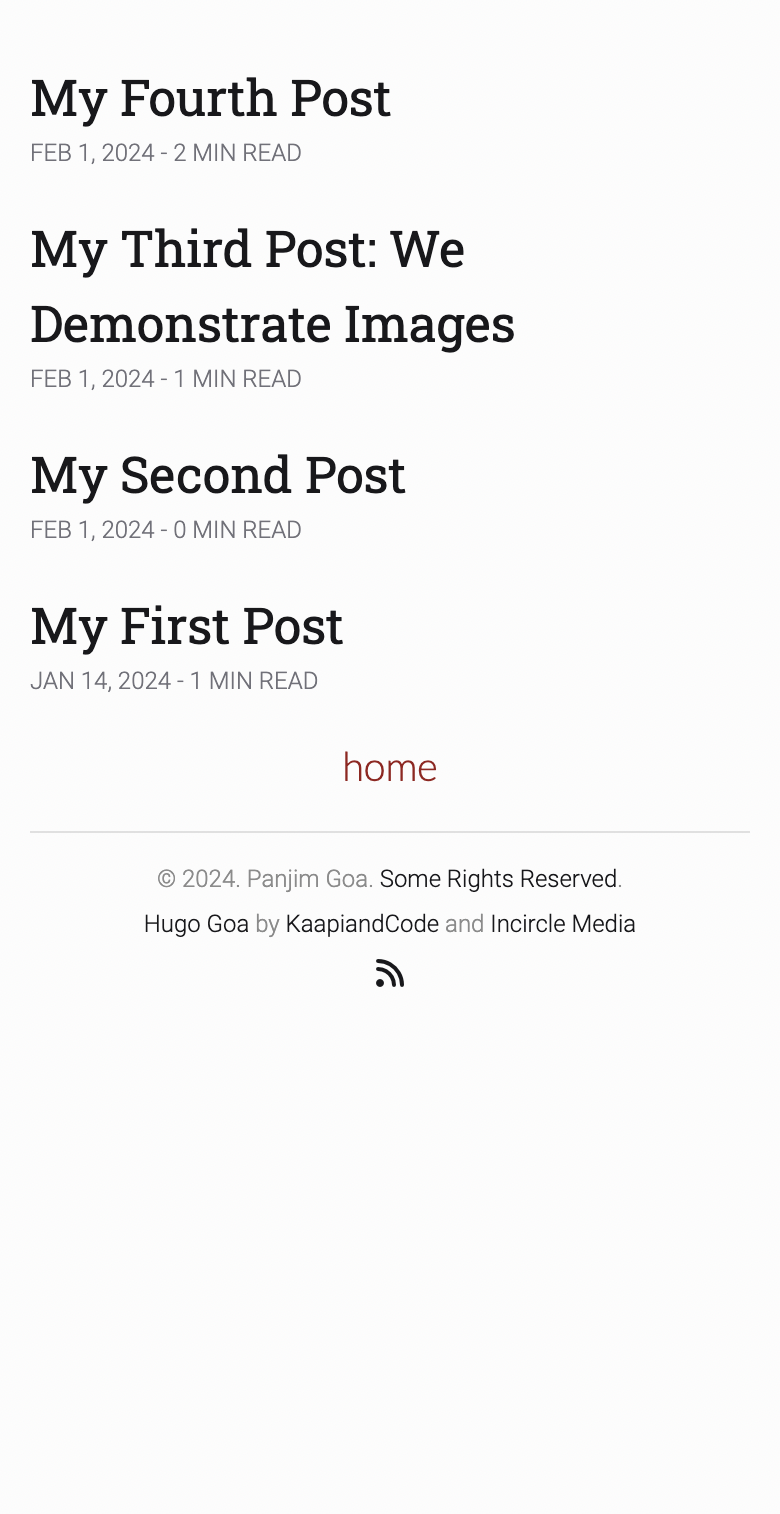 My Fourth Post
FEB 1, 2024 - 2 MIN READ
My Third Post: We
Demonstrate Images
FEB 1, 2024 - 1 MIN READ
My Second Post
FEB 1, 2024 - 0 MIN READ
My First Post
JAN 14, 2024 - 1 MIN READ
home
© 2024. Panjim Goa. Some Rights Reserved.
Hugo Goa by KaapiandCode and Incircle Media